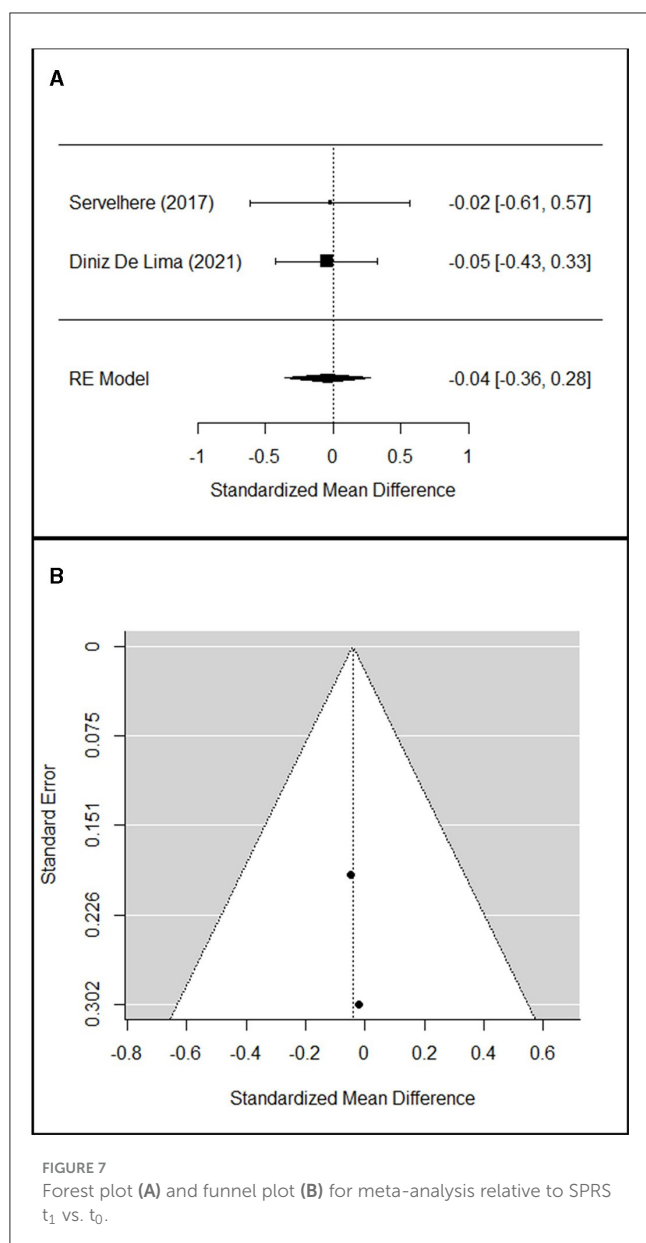 A
Servelhere (2017) -0.02 [-0.61, 0.57]
Diniz De Lima (2021) -0.05 [-0.43, 0.33]
RE Model -0.04 [-0.36, 0.28]
-1 -0.5 0 0.5 1
Standardized Mean Difference
B
Standard Error
0
0.075
0.151
0.226
0.302
-0.8 -0.6 -0.4 -0.2 0 0.2 0.4 0.6
Standardized Mean Difference
FIGURE 7
Forest plot (A) and funnel plot (B) for meta-analysis relative to SPRS
t₁ vs. t₀.